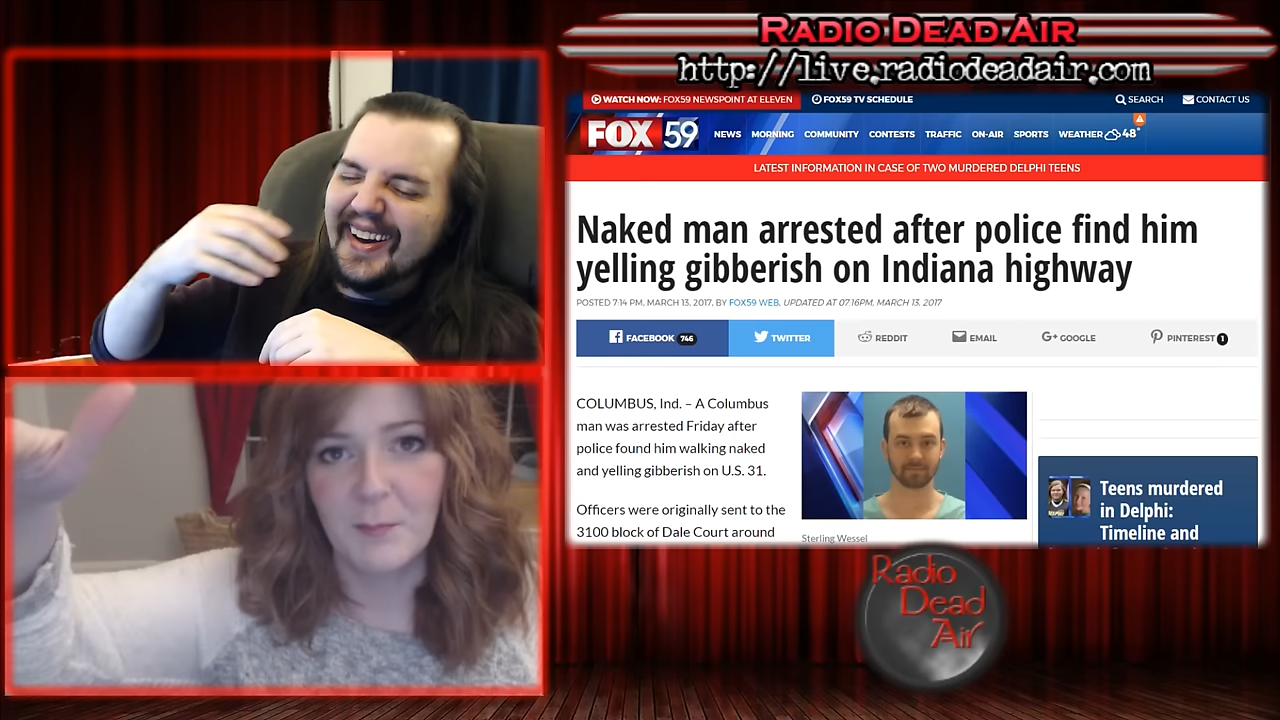 RADIO DEAD AIR
http://live.radiodeadair.com
WATCH NOW: FOX59 NEWSPOINT AT ELEVEN
FOX59 TV SCHEDULE
SEARCH
CONTACT US
FOX 59
NEWS MORNING COMMUNITY CONTESTS TRAFFIC ON-AIR SPORTS WEATHER 48°
LATEST INFORMATION IN CASE OF TWO MURDERED DELPHI TEENS
Naked man arrested after police find him
yelling gibberish on Indiana highway
POSTED 7:14 PM, MARCH 13, 2017, BY FOX59 WEB, UPDATED AT 07:16PM, MARCH 13, 2017
FACEBOOK 746 TWITTER REDDIT EMAIL G+ GOOGLE PINTEREST 1
COLUMBUS, Ind. – A Columbus
man was arrested Friday after
police found him walking naked
and yelling gibberish on U.S. 31.
Officers were originally sent to the
3100 block of Dale Court around
Sterling Wessel
Teens murdered
in Delphi:
Timeline and
Radio
Dead
Air